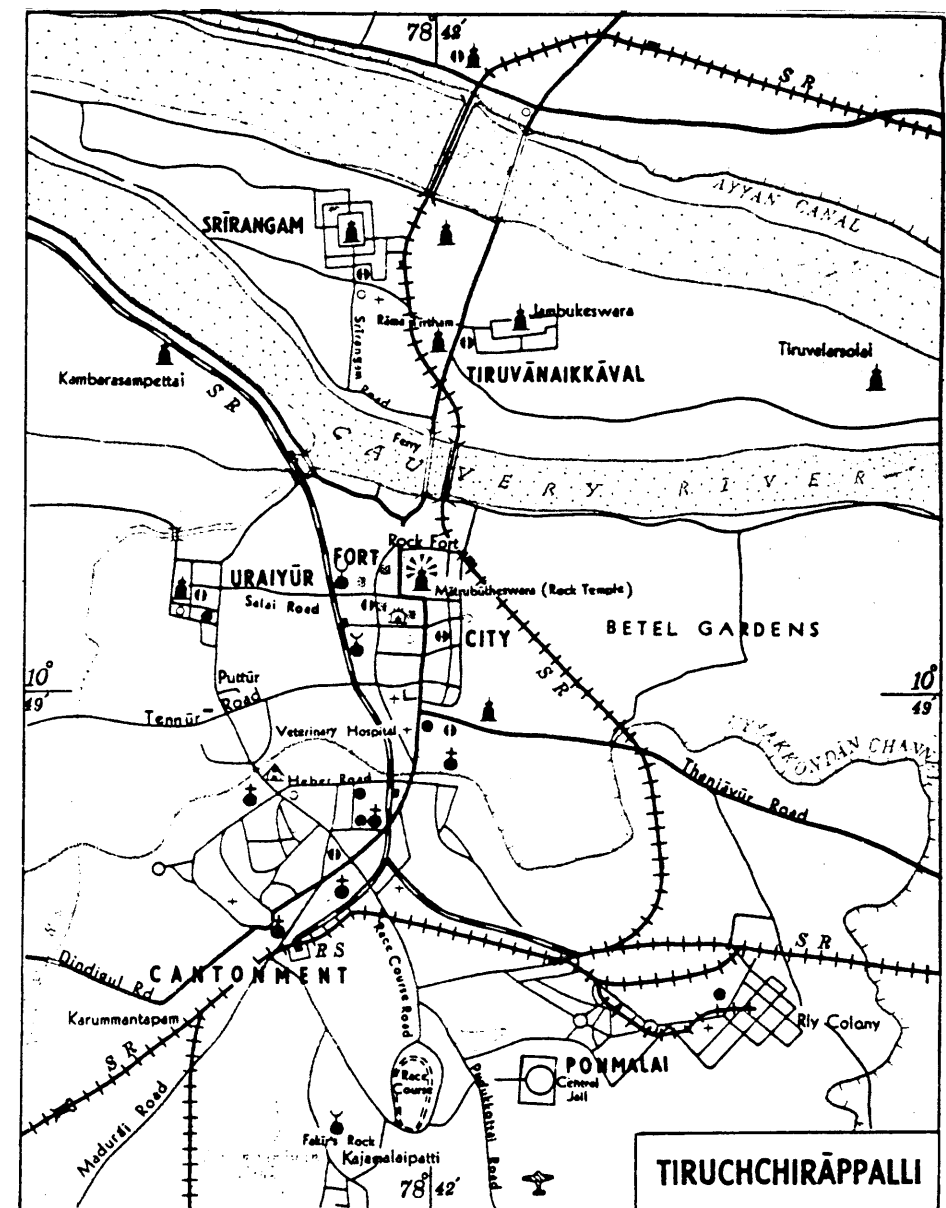 78° 42'
S R
AYYAN CANAL
SRĪRANGAM
Jambukeswara
Srirangam Road
Tiruvelarsolai
TIRUVĀNAIKKĀVAL
Kambarasampettai
S R
Ferry
CAUVERY RIVER
Rock Fort
FORT
URAIYŪR
Mātrubūtheswara (Rock Temple)
Salai Road
CITY
BETEL GARDENS
S R
10° 49'
10° 49'
Puttūr
Tennūr Road
Veterinary Hospital
Heber Road
Thanjāvūr Road
R S
S R
Dindigul Rd
CANTONMENT
Race Course Road
Karummantapam
Rly Colony
S R
PONMALAI
Central
Jail
Race
Course
Pudukkottai Road
Madurai Road
Fakir's Rock
Kajamalaipatti
78° 42'
TIRUCHCHIRĀPPALLI